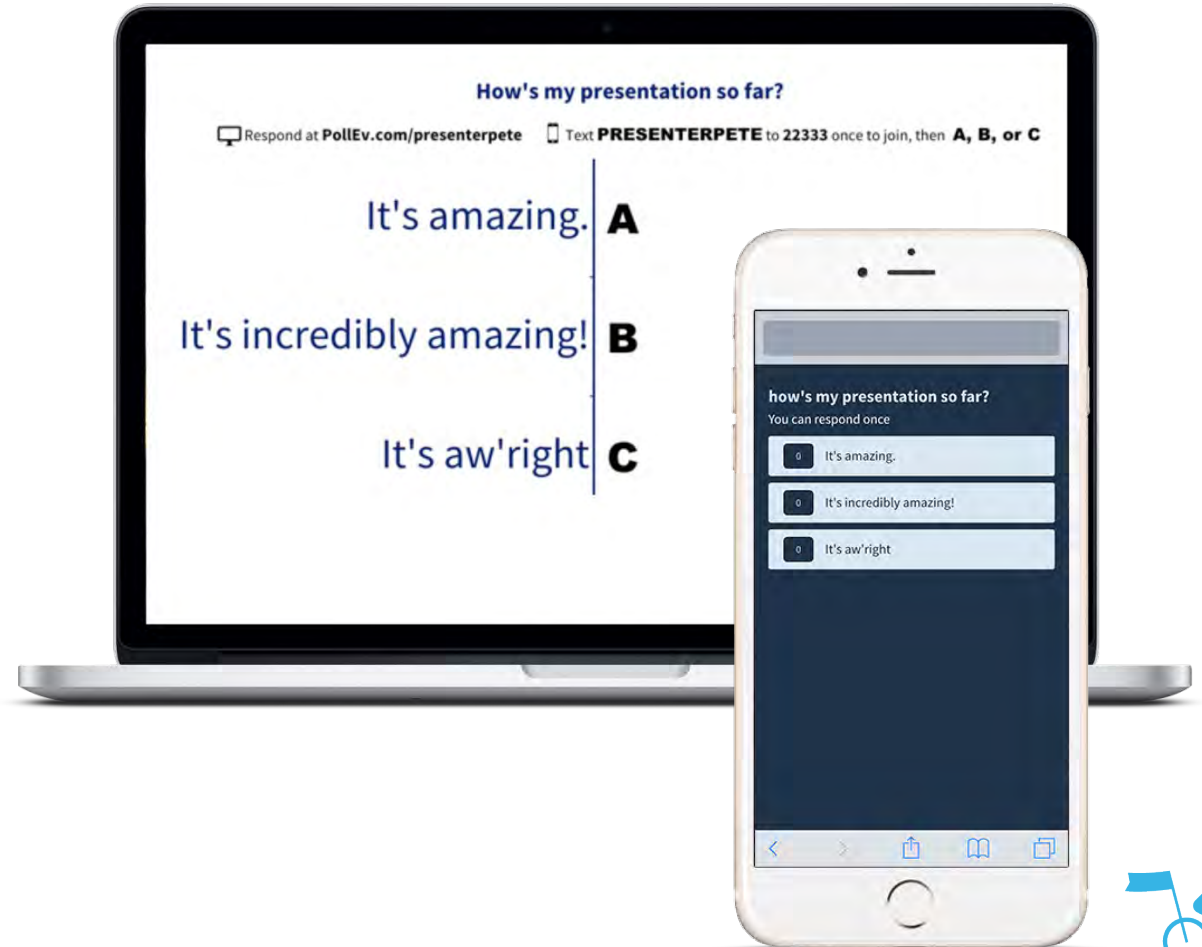 How's my presentation so far?
Respond at PollEv.com/presenterpete Text PRESENTERPETE to 22333 once to join, then A, B, or C
It's amazing. A
It's incredibly amazing! B
It's aw'right C
how's my presentation so far?
You can respond once
0 It's amazing.
0 It's incredibly amazing!
0 It's aw'right